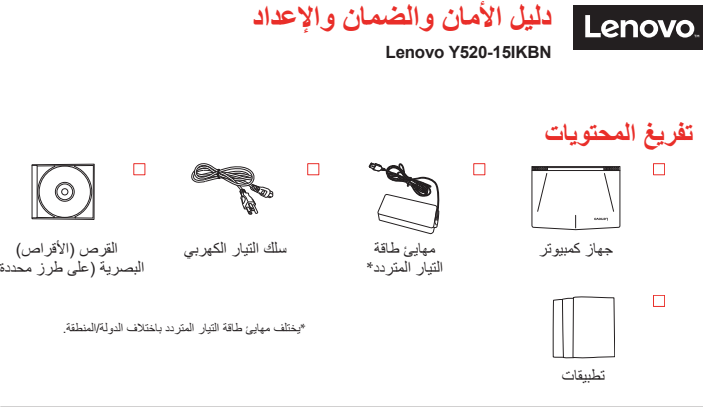 Lenovo
دليل الأمان والضمان والإعداد
Lenovo Y520-15IKBN
تفريغ المحتويات
جهاز كمبيوتر
مهايئ طاقة
التيار المتردد*
سلك التيار الكهربي
القرص (الأقراص)
البصرية (على طرز محددة
تطبيقات
*يختلف مهايئ طاقة التيار المتردد باختلاف الدولة/المنطقة.